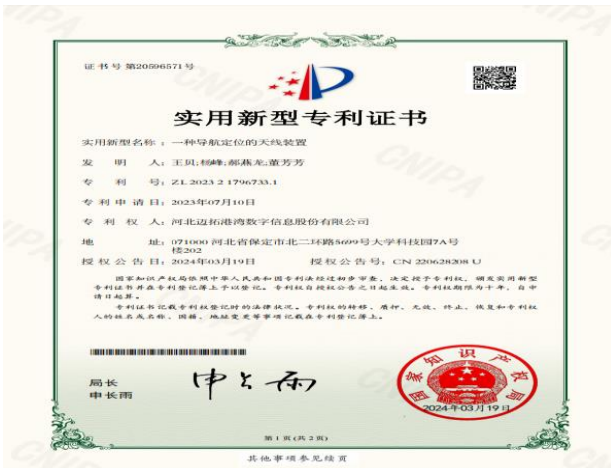 证书号第20596571号
实用新型专利证书
实用新型名称：一种导航定位的天线装置
发明人：王贝;杨峰;郝燕龙;董芳芳
专利号：ZL 2023 2 1796733.1
专利申请日：2023年07月10日
专利权人：河北迈拓港湾数字信息股份有限公司
地址：071000 河北省保定市北二环路5699号大学科技园7A号
楼202
授权公告日：2024年03月19日 授权公告号：CN 220628208 U
国家知识产权局依照中华人民共和国专利法经过初步审查，决定授予专利权，颁发实用新型
专利证书并在专利登记簿上予以登记。专利权自授权公告之日起生效。专利权期限为十年，自申
请日起算。
专利证书记载专利权登记时的法律状况。专利权的转移、质押、无效、终止、恢复和专利权
人的姓名或名称、国籍、地址变更等事项记载在专利登记簿上。
局长
申长雨
申长雨
国家知识产权局
2024年03月19日
第 1 页 (共 2 页)
其他事项参见续页
CNIPA